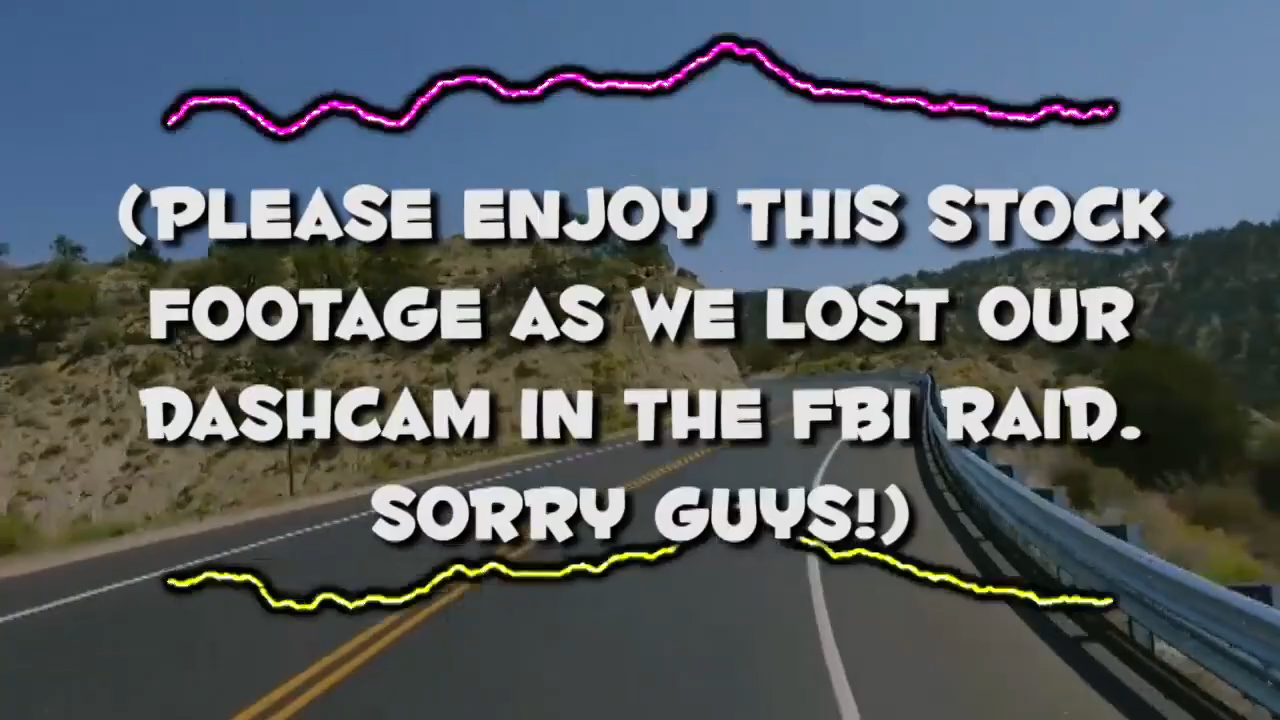 (PLEASE ENJOY THIS STOCK
FOOTAGE AS WE LOST OUR
DASHCAM IN THE FBI RAID.
SORRY GUYS!)